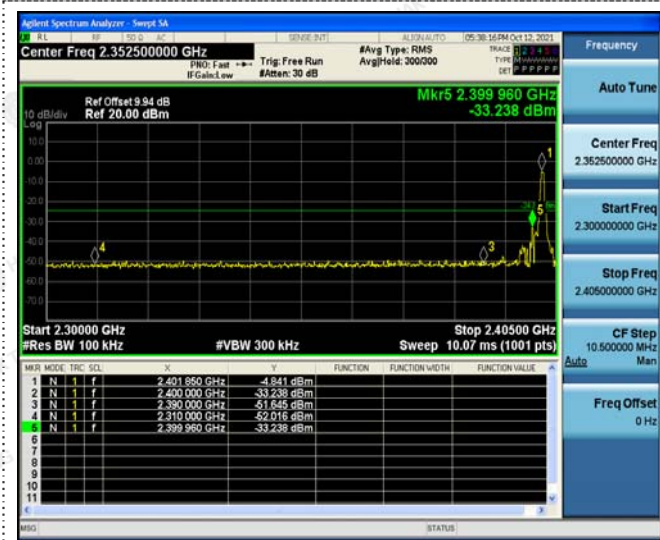 Agilent Spectrum Analyzer - Swept SA
RL RF 50 Ω AC SENSE:INT ALIGN AUTO 05:38:16 PM Oct 12, 2021
Center Freq 2.352500000 GHz
PNO: Fast Trig: Free Run
IFGain:Low #Atten: 30 dB
#Avg Type: RMS
Avg|Hold: 300/300
TRACE 1 2 3 4 5 6
TYPE
DET P P P P P P
Ref Offset 9.94 dB
Ref 20.00 dBm
10 dB/div
Log
Mkr5 2.399 960 GHz
-33.238 dBm
10.0
0.00
-10.0
-20.0
-30.0
-40.0
-50.0
-60.0
-70.0
1
5
4
3
Start 2.30000 GHz Stop 2.40500 GHz
#Res BW 100 kHz #VBW 300 kHz Sweep 10.07 ms (1001 pts)
MKR MODE TRC SCL X Y FUNCTION FUNCTION WIDTH FUNCTION VALUE
1 N 1 f 2.401 850 GHz -4.841 dBm
2 N 1 f 2.400 000 GHz -33.238 dBm
3 N 1 f 2.390 000 GHz -51.645 dBm
4 N 1 f 2.310 000 GHz -52.016 dBm
5 N 1 f 2.399 960 GHz -33.238 dBm
6
7
8
9
10
11
MSG STATUS
Frequency
Auto Tune
Center Freq
2.352500000 GHz
Start Freq
2.300000000 GHz
Stop Freq
2.405000000 GHz
CF Step
10.500000 MHz
Auto Man
Freq Offset
0 Hz